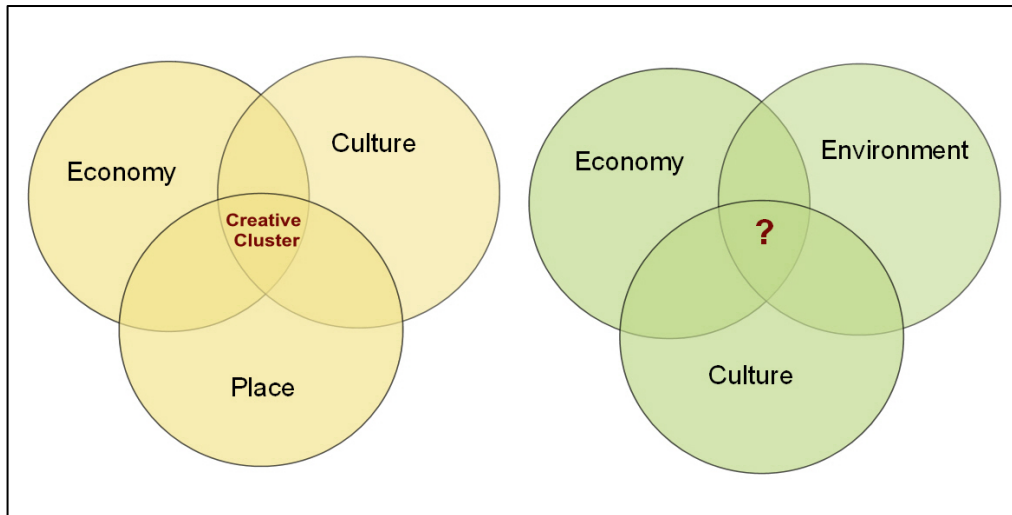 Economy
Culture
Creative
Cluster
Place
Economy
Environment
?
Culture